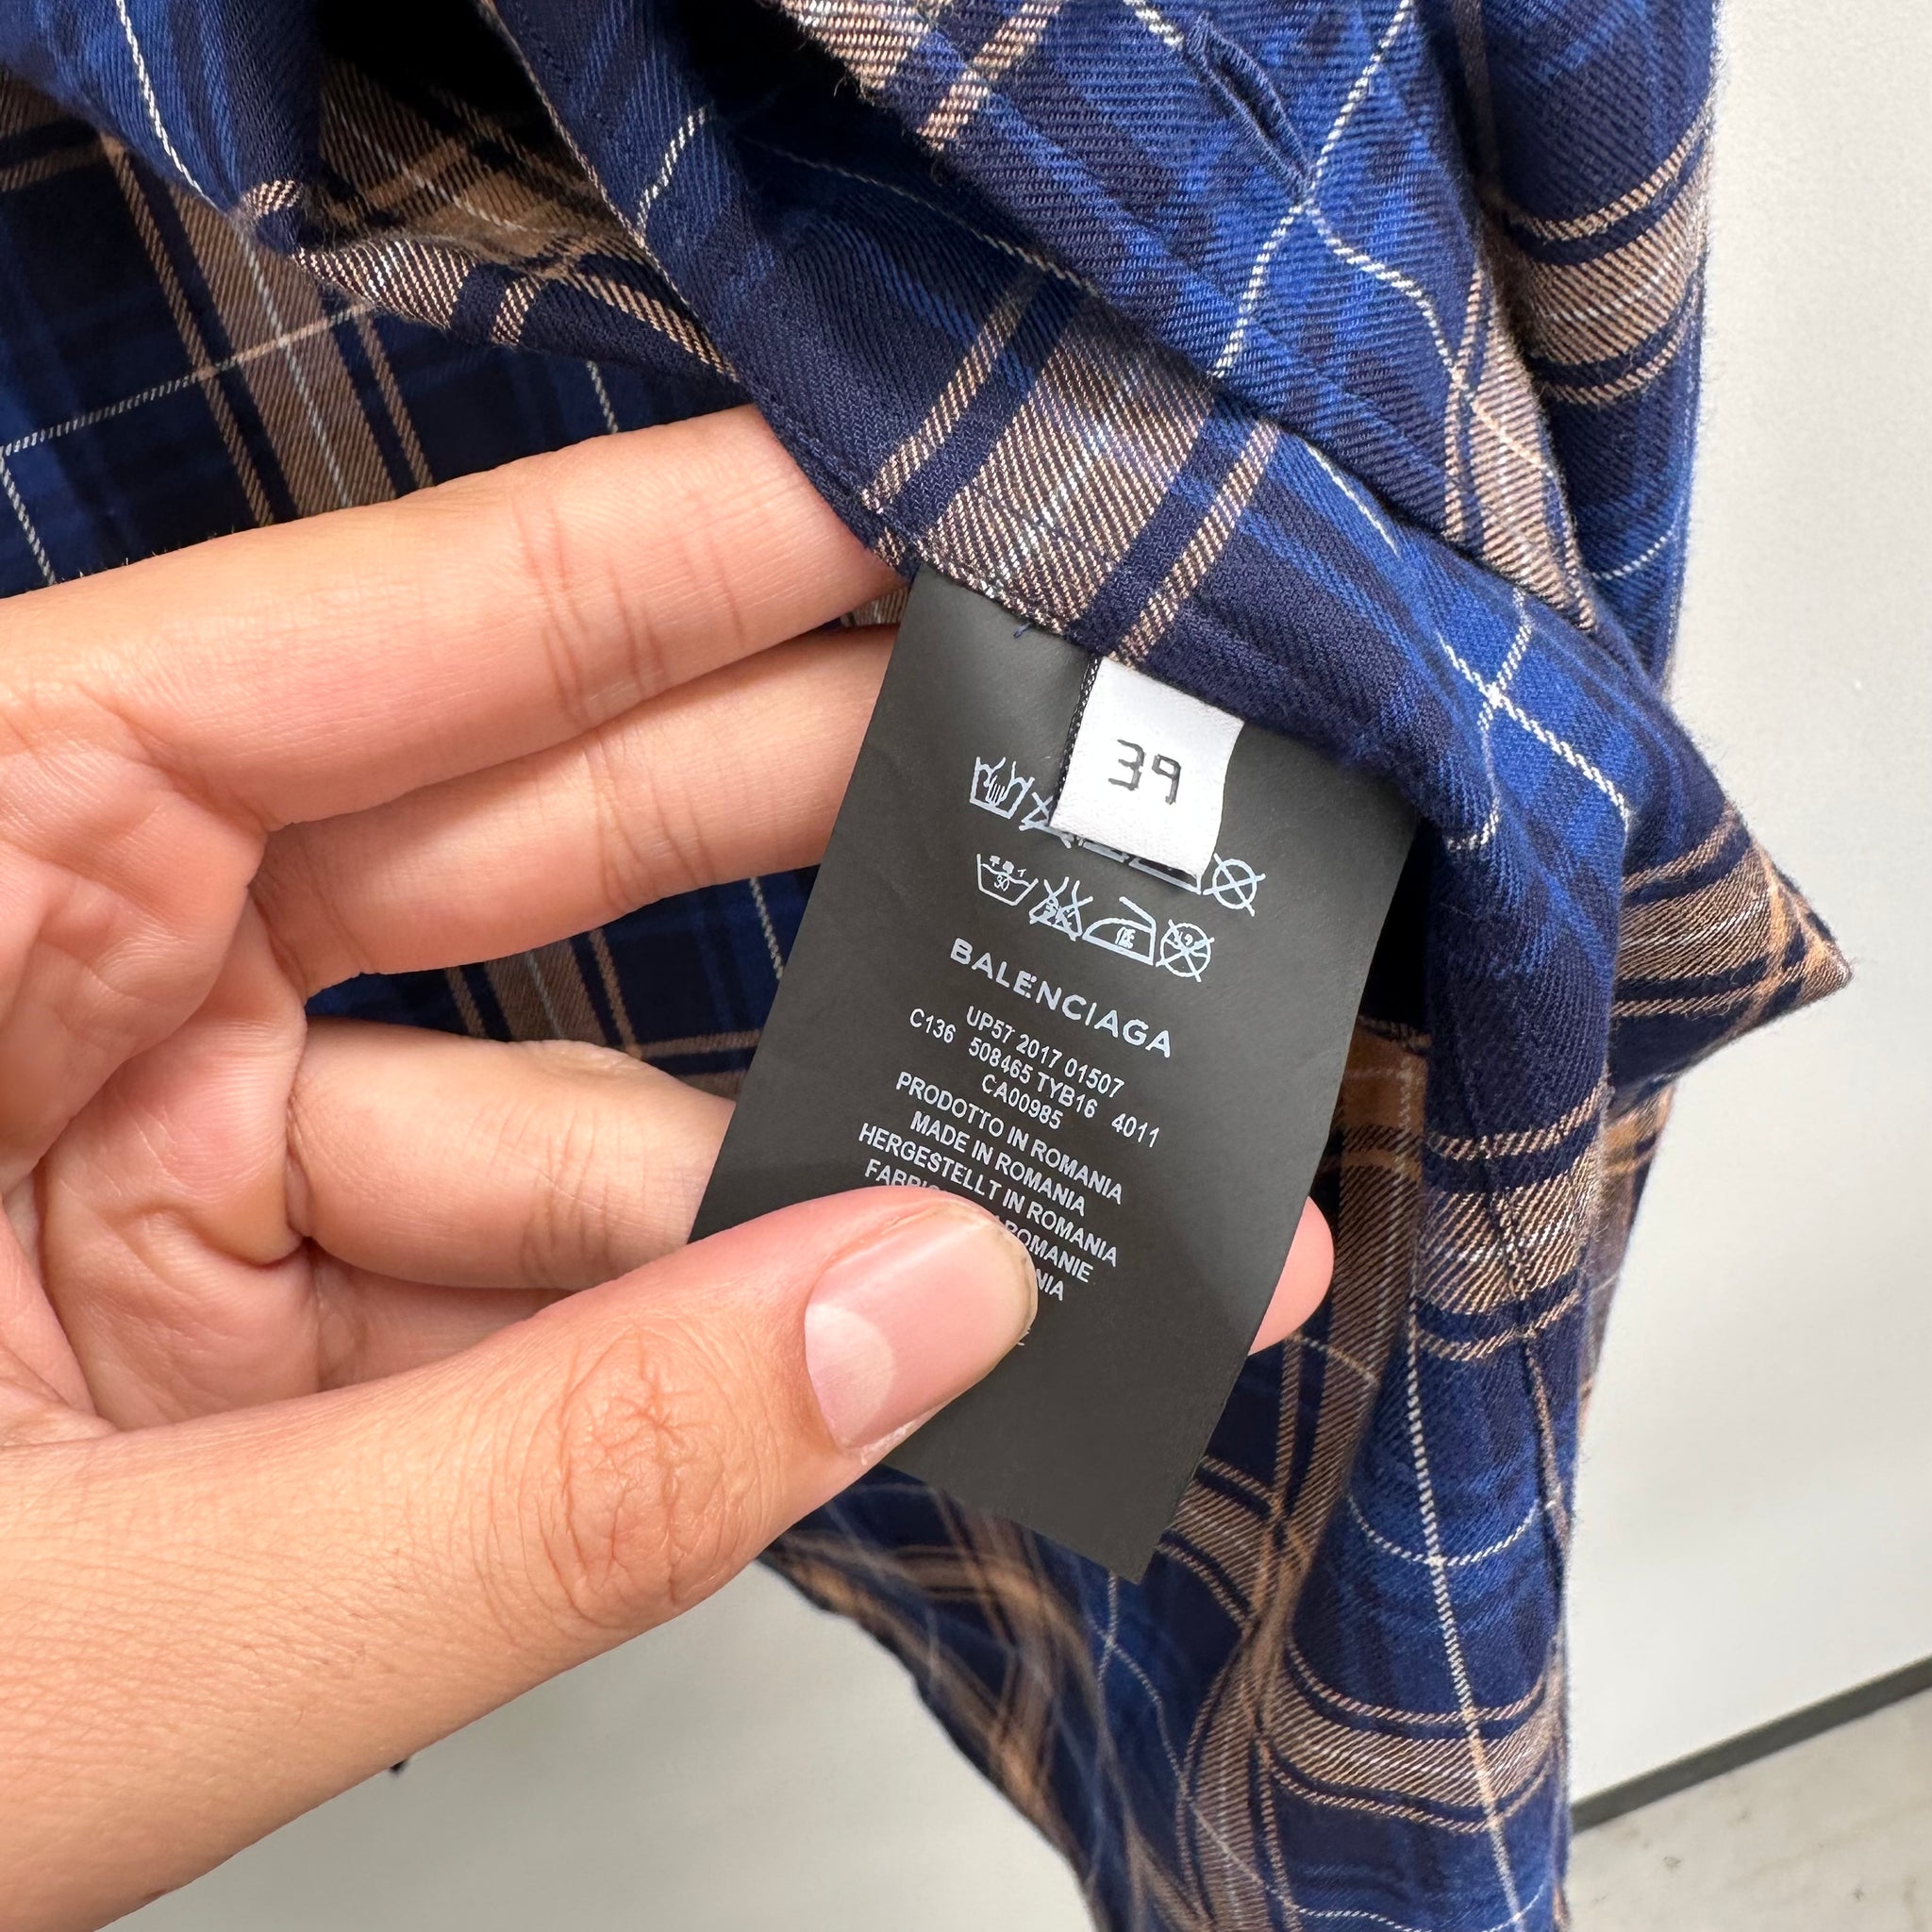 39
30
BALENCIAGA
UP57 2017 01507
C136 508465 TYB16 4011
CA00985
PRODOTTO IN ROMANIA
MADE IN ROMANIA
HERGESTELLT IN ROMANIA